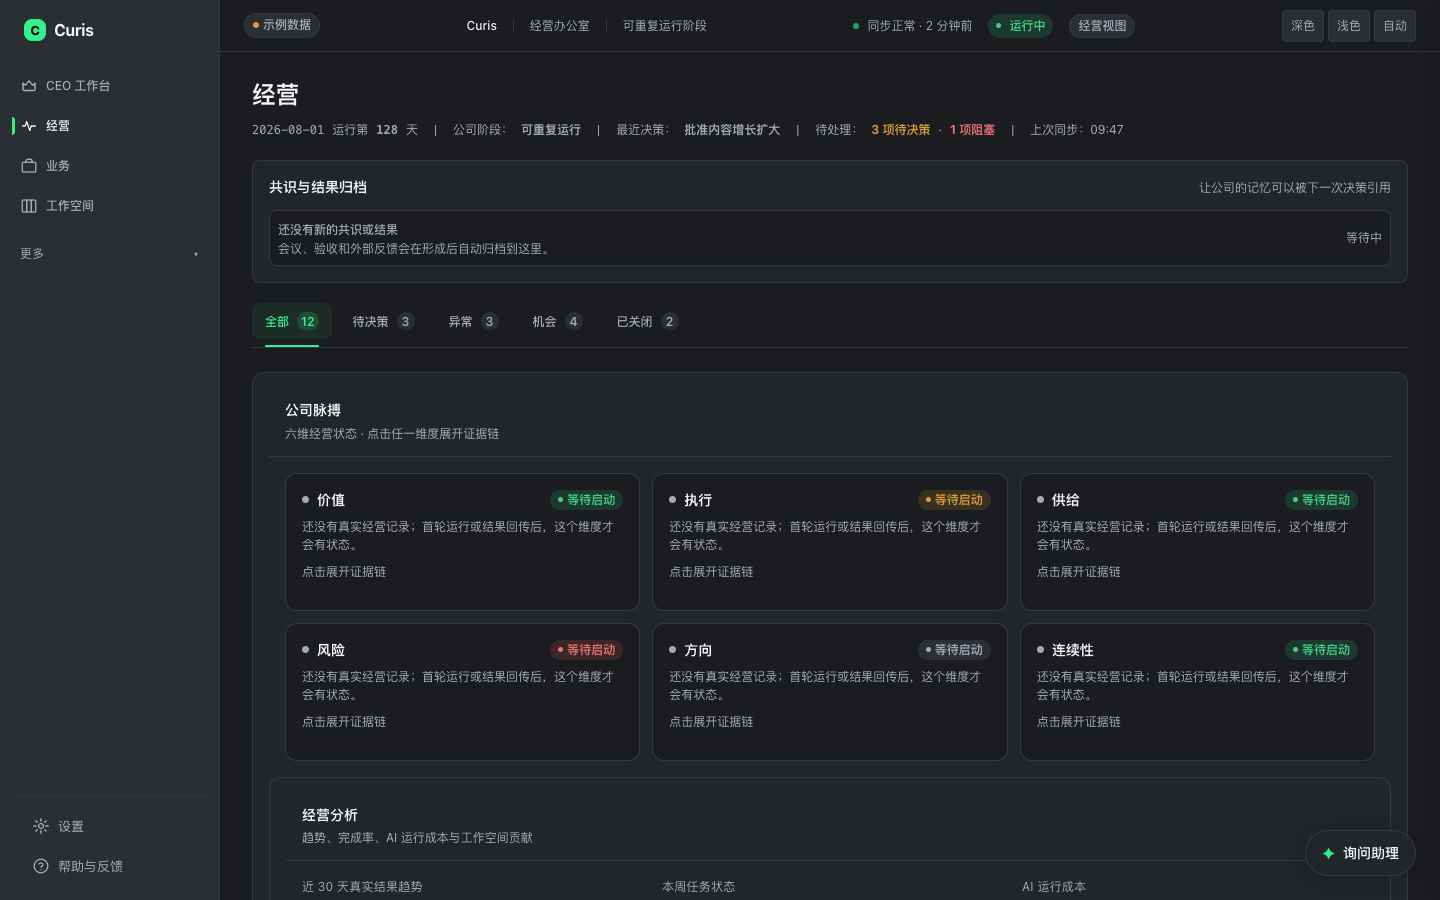 C Curis
示例数据
Curis 经营办公室 可重复运行阶段
同步正常 · 2 分钟前 运行中 经营视图
深色 浅色 自动
CEO 工作台
经营
业务
工作空间
更多
设置
帮助与反馈
经营
2026-08-01 运行第 128 天 | 公司阶段: 可重复运行 | 最近决策: 批准内容增长扩大 | 待处理: 3 项待决策 · 1 项阻塞 | 上次同步: 09:47
共识与结果归档 让公司的记忆可以被下一次决策引用
还没有新的共识或结果
会议、验收和外部反馈会在形成后自动归档到这里。
等待中
全部 12 待决策 3 异常 3 机会 4 已关闭 2
公司脉搏
六维经营状态 · 点击任一维度展开证据链
价值 等待启动
还没有真实经营记录；首轮运行或结果回传后，这个维度才
会有状态。
点击展开证据链
执行 等待启动
还没有真实经营记录；首轮运行或结果回传后，这个维度才
会有状态。
点击展开证据链
供给 等待启动
还没有真实经营记录；首轮运行或结果回传后，这个维度才
会有状态。
点击展开证据链
风险 等待启动
还没有真实经营记录；首轮运行或结果回传后，这个维度才
会有状态。
点击展开证据链
方向 等待启动
还没有真实经营记录；首轮运行或结果回传后，这个维度才
会有状态。
点击展开证据链
连续性 等待启动
还没有真实经营记录；首轮运行或结果回传后，这个维度才
会有状态。
点击展开证据链
经营分析
趋势、完成率、AI 运行成本与工作空间贡献
近 30 天真实结果趋势 本周任务状态 AI 运行成本
询问助理